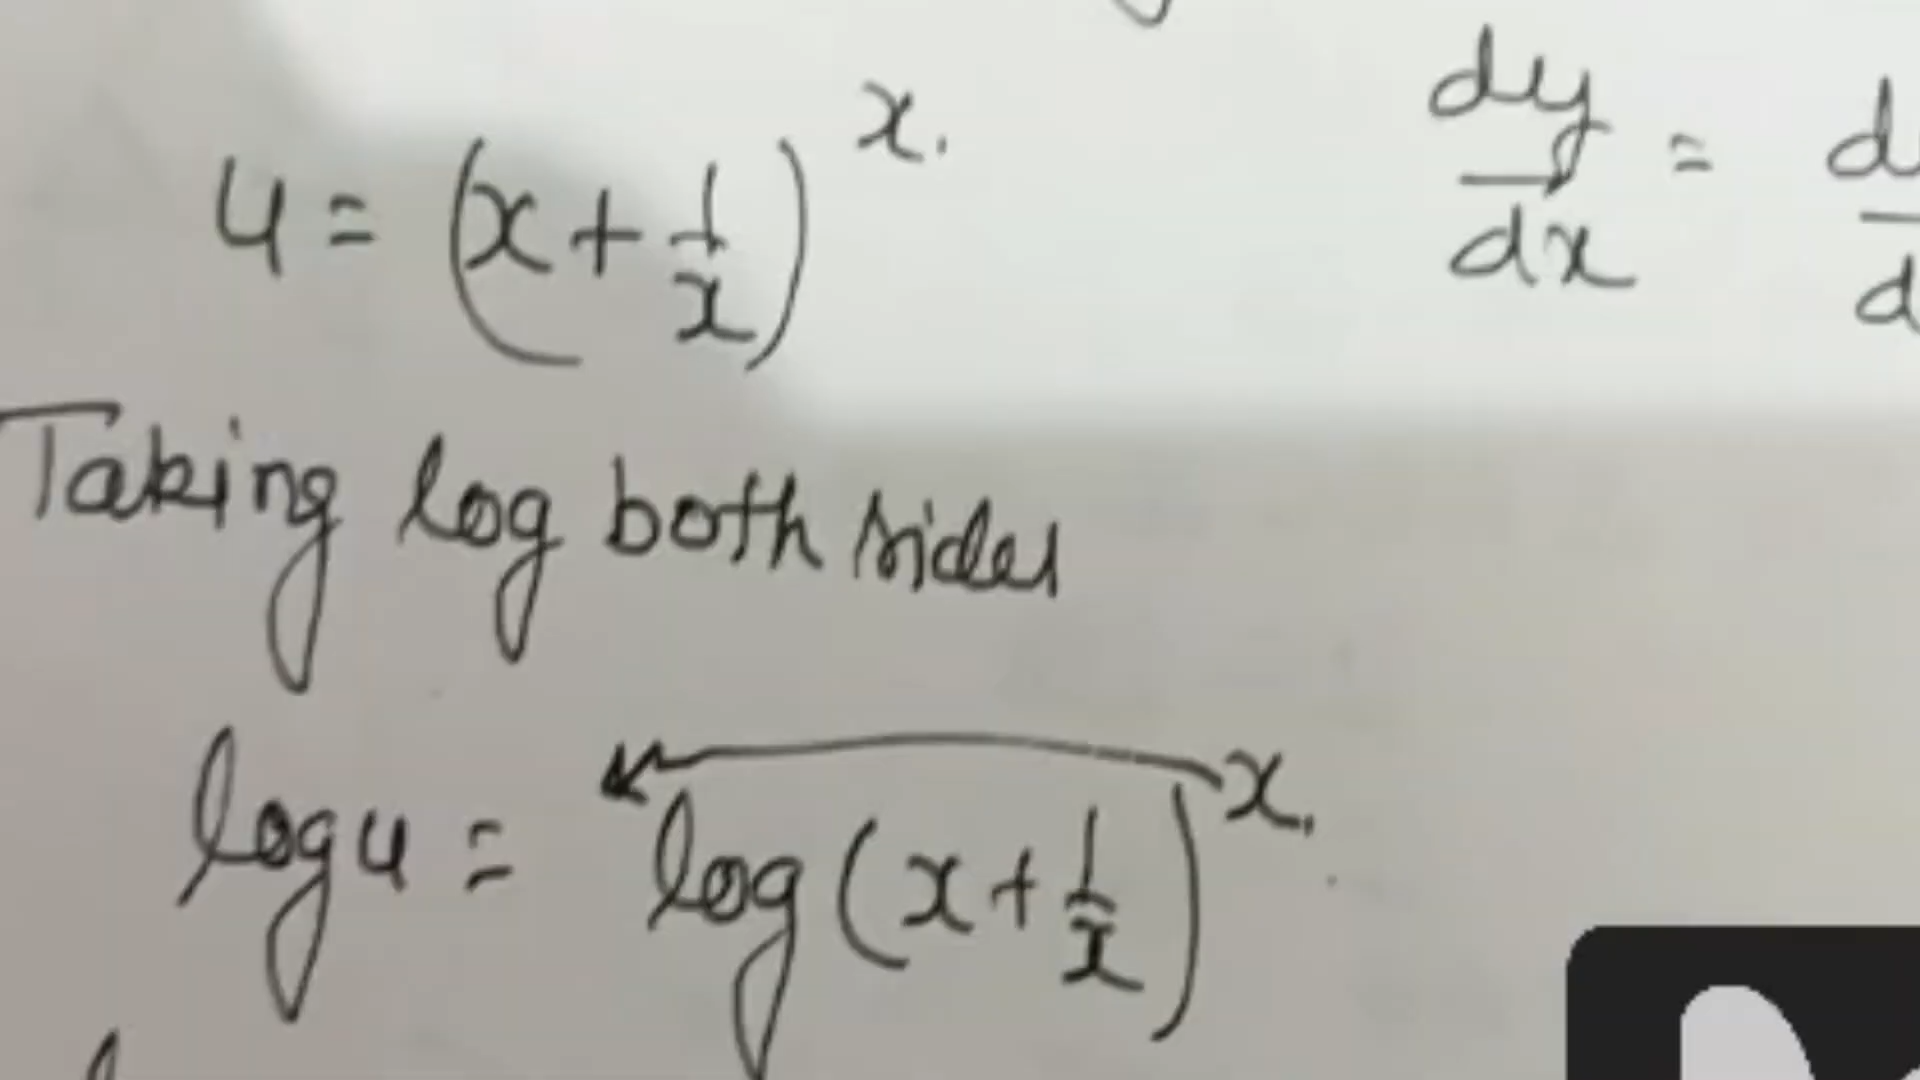 u = (x + 1/x)^x.
dy/dx =
Taking log both sides
log u = log (x + 1/x)^x.